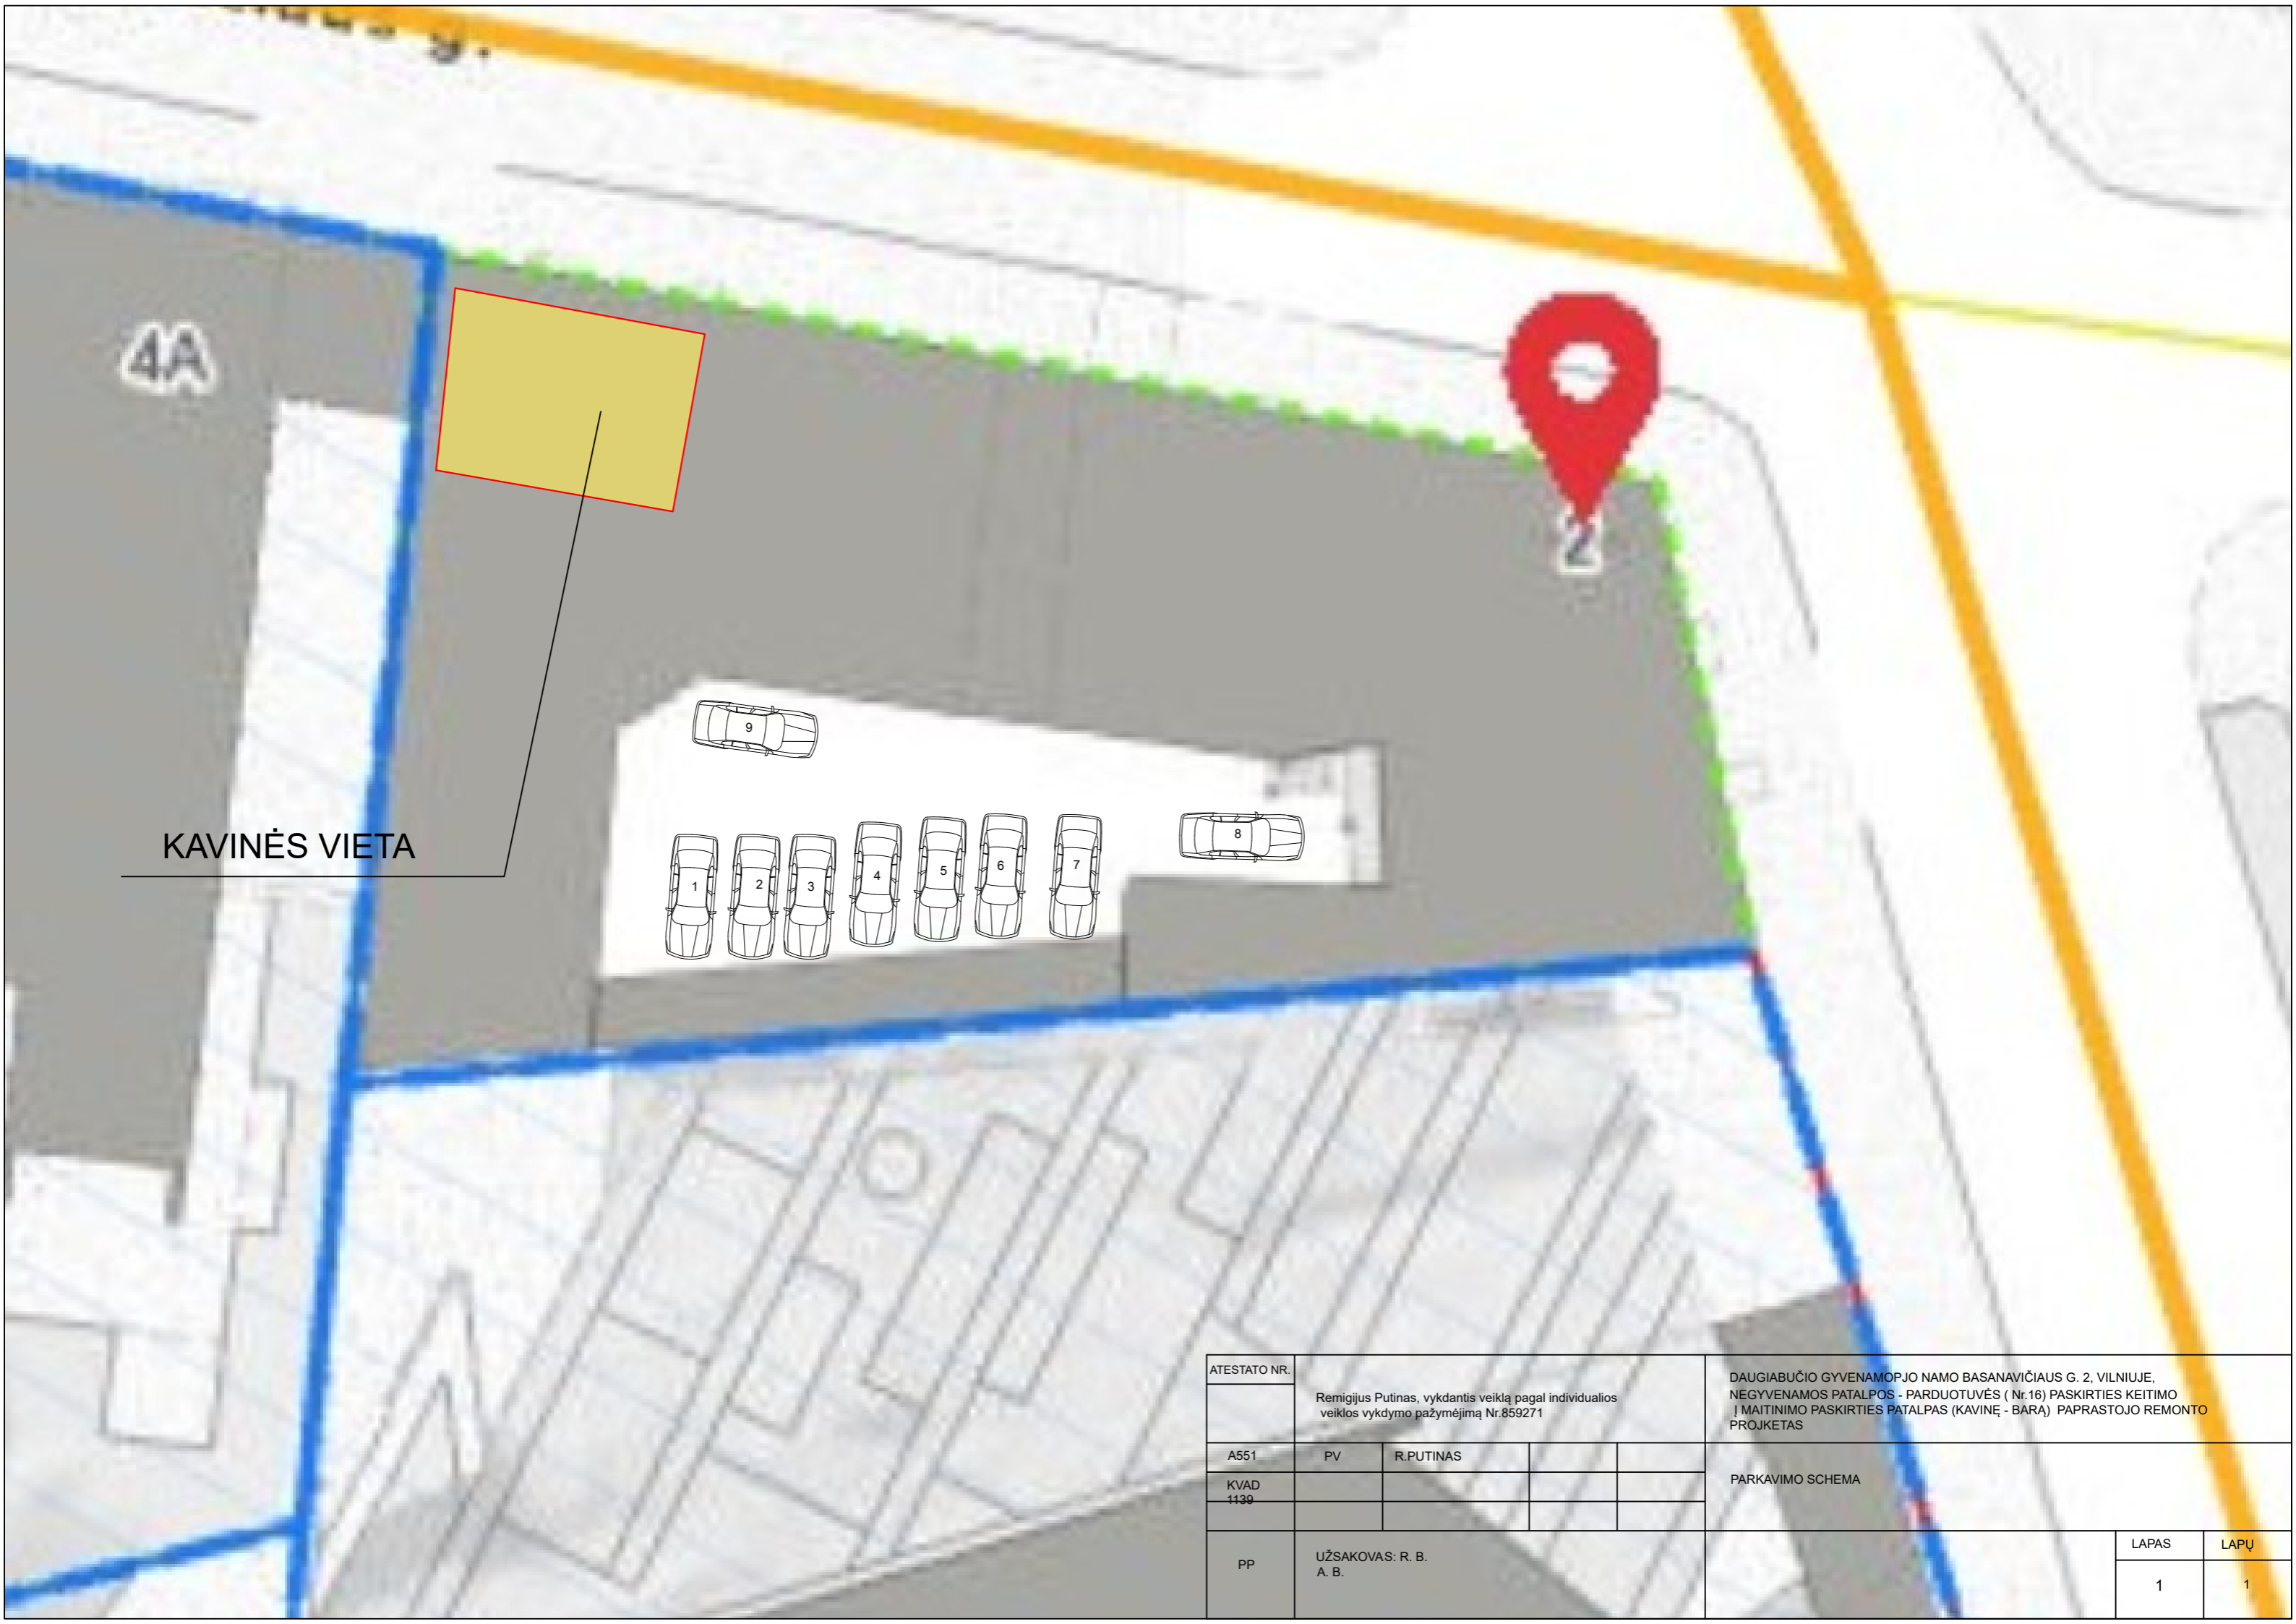 g.
4A
2
9
8
KAVINĖS VIETA
1
2
3
4
5
6
7
ATESTATO NR.
Remigijus Putinas, vykdantis veiklą pagal individualios
veiklos vykdymo pažymėjimą Nr.859271
DAUGIABUČIO GYVENAMOPJO NAMO BASANAVIČIAUS G. 2, VILNIUJE,
NEGYVENAMOS PATALPOS - PARDUOTUVĖS ( Nr.16) PASKIRTIES KEITIMO
Į MAITINIMO PASKIRTIES PATALPAS (KAVINĘ - BARĄ) PAPRASTOJO REMONTO
PROJKETAS
A551 PV R.PUTINAS
KVAD
1139
PARKAVIMO SCHEMA
PP
UŽSAKOVAS: R. B.
A. B.
LAPAS LAPŲ
1 1